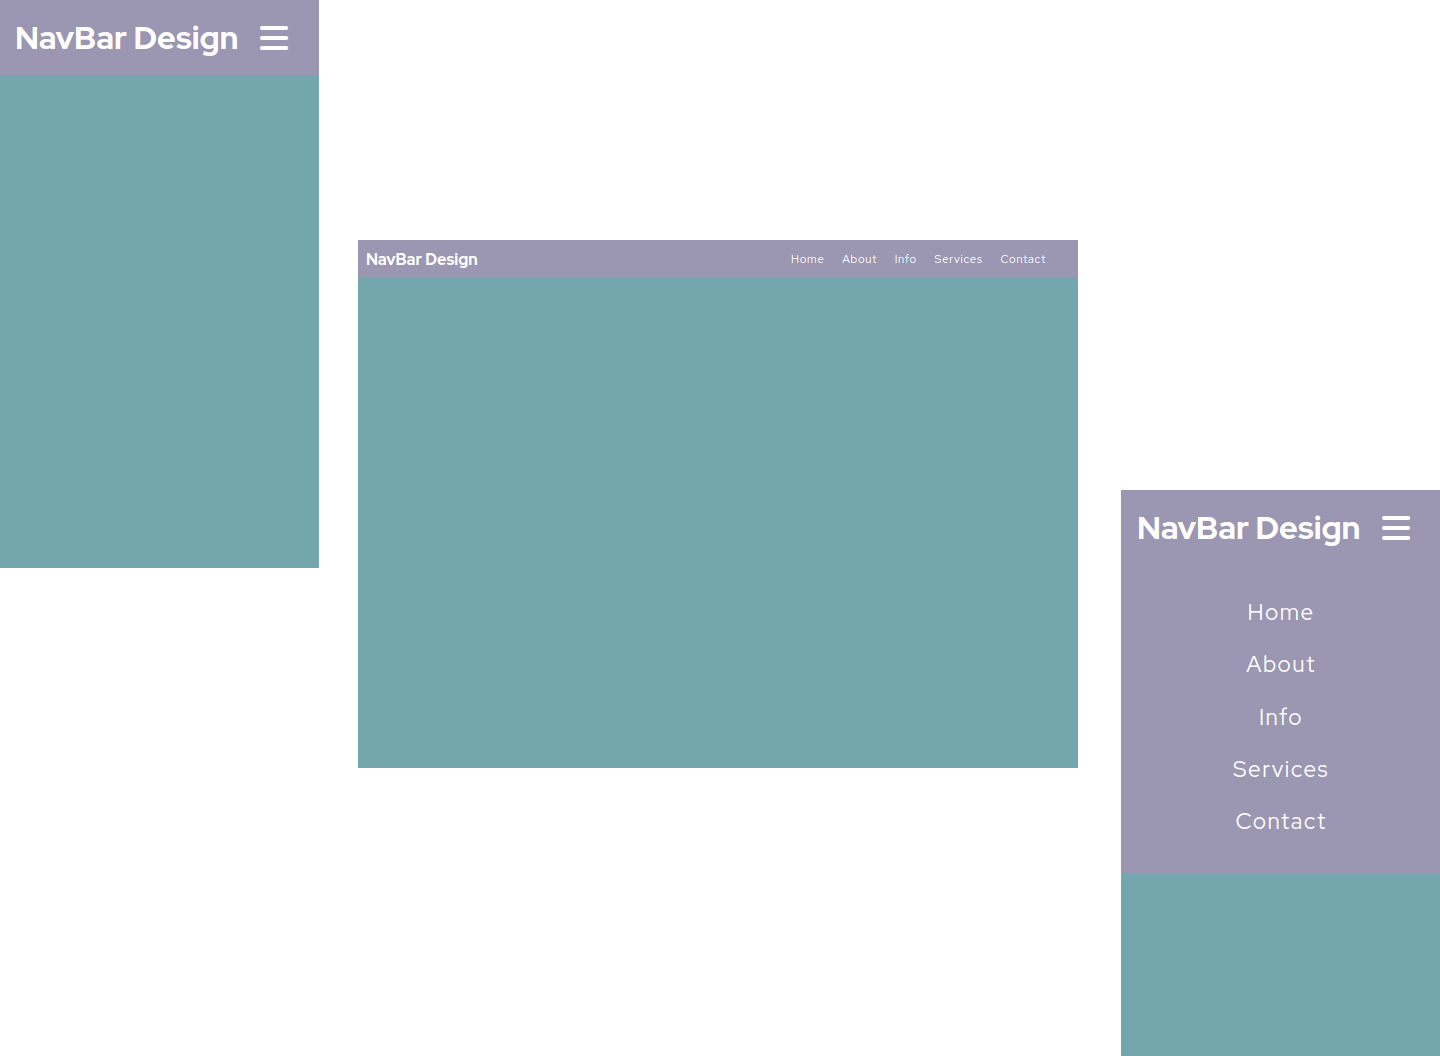 NavBar Design
NavBar Design Home About Info Services Contact
NavBar Design
Home
About
Info
Services
Contact